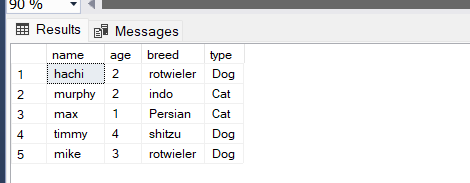 90 %
Results Messages
name age breed type
1 hachi 2 rotwieler Dog
2 murphy 2 indo Cat
3 max 1 Persian Cat
4 timmy 4 shitzu Dog
5 mike 3 rotwieler Dog